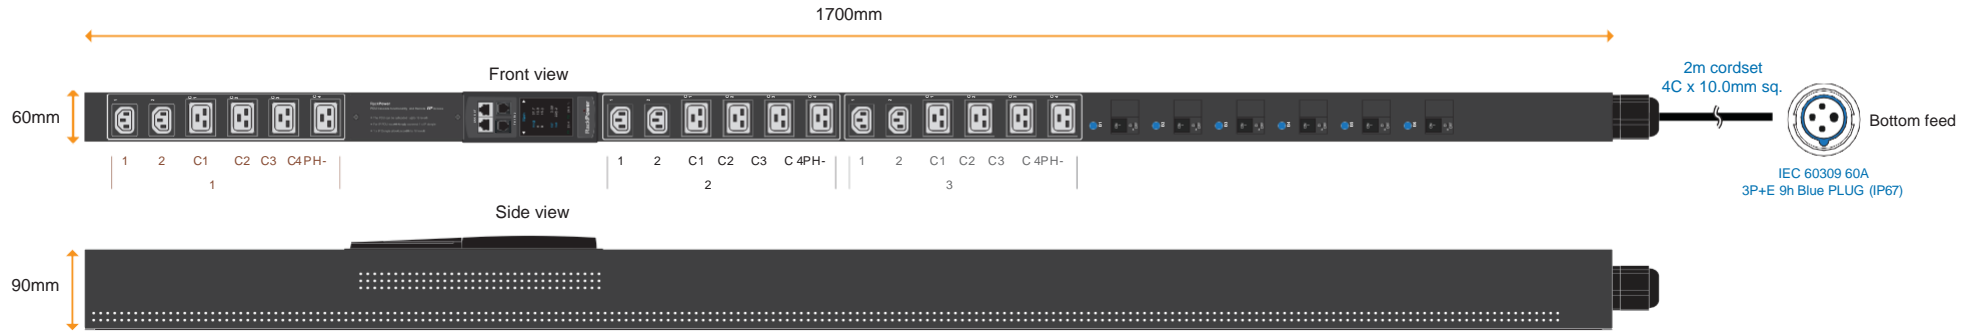 1700mm
Front view
60mm
2m cordset
4C x 10.0mm sq.
Bottom feed
1 2 C1 C2 C3 C4PH-
1
1 2 C1 C2 C3 C 4PH-
2
1 2 C1 C2 C3 C 4PH-
3
IEC 60309 60A
3P+E 9h Blue PLUG (IP67)
Side view
90mm